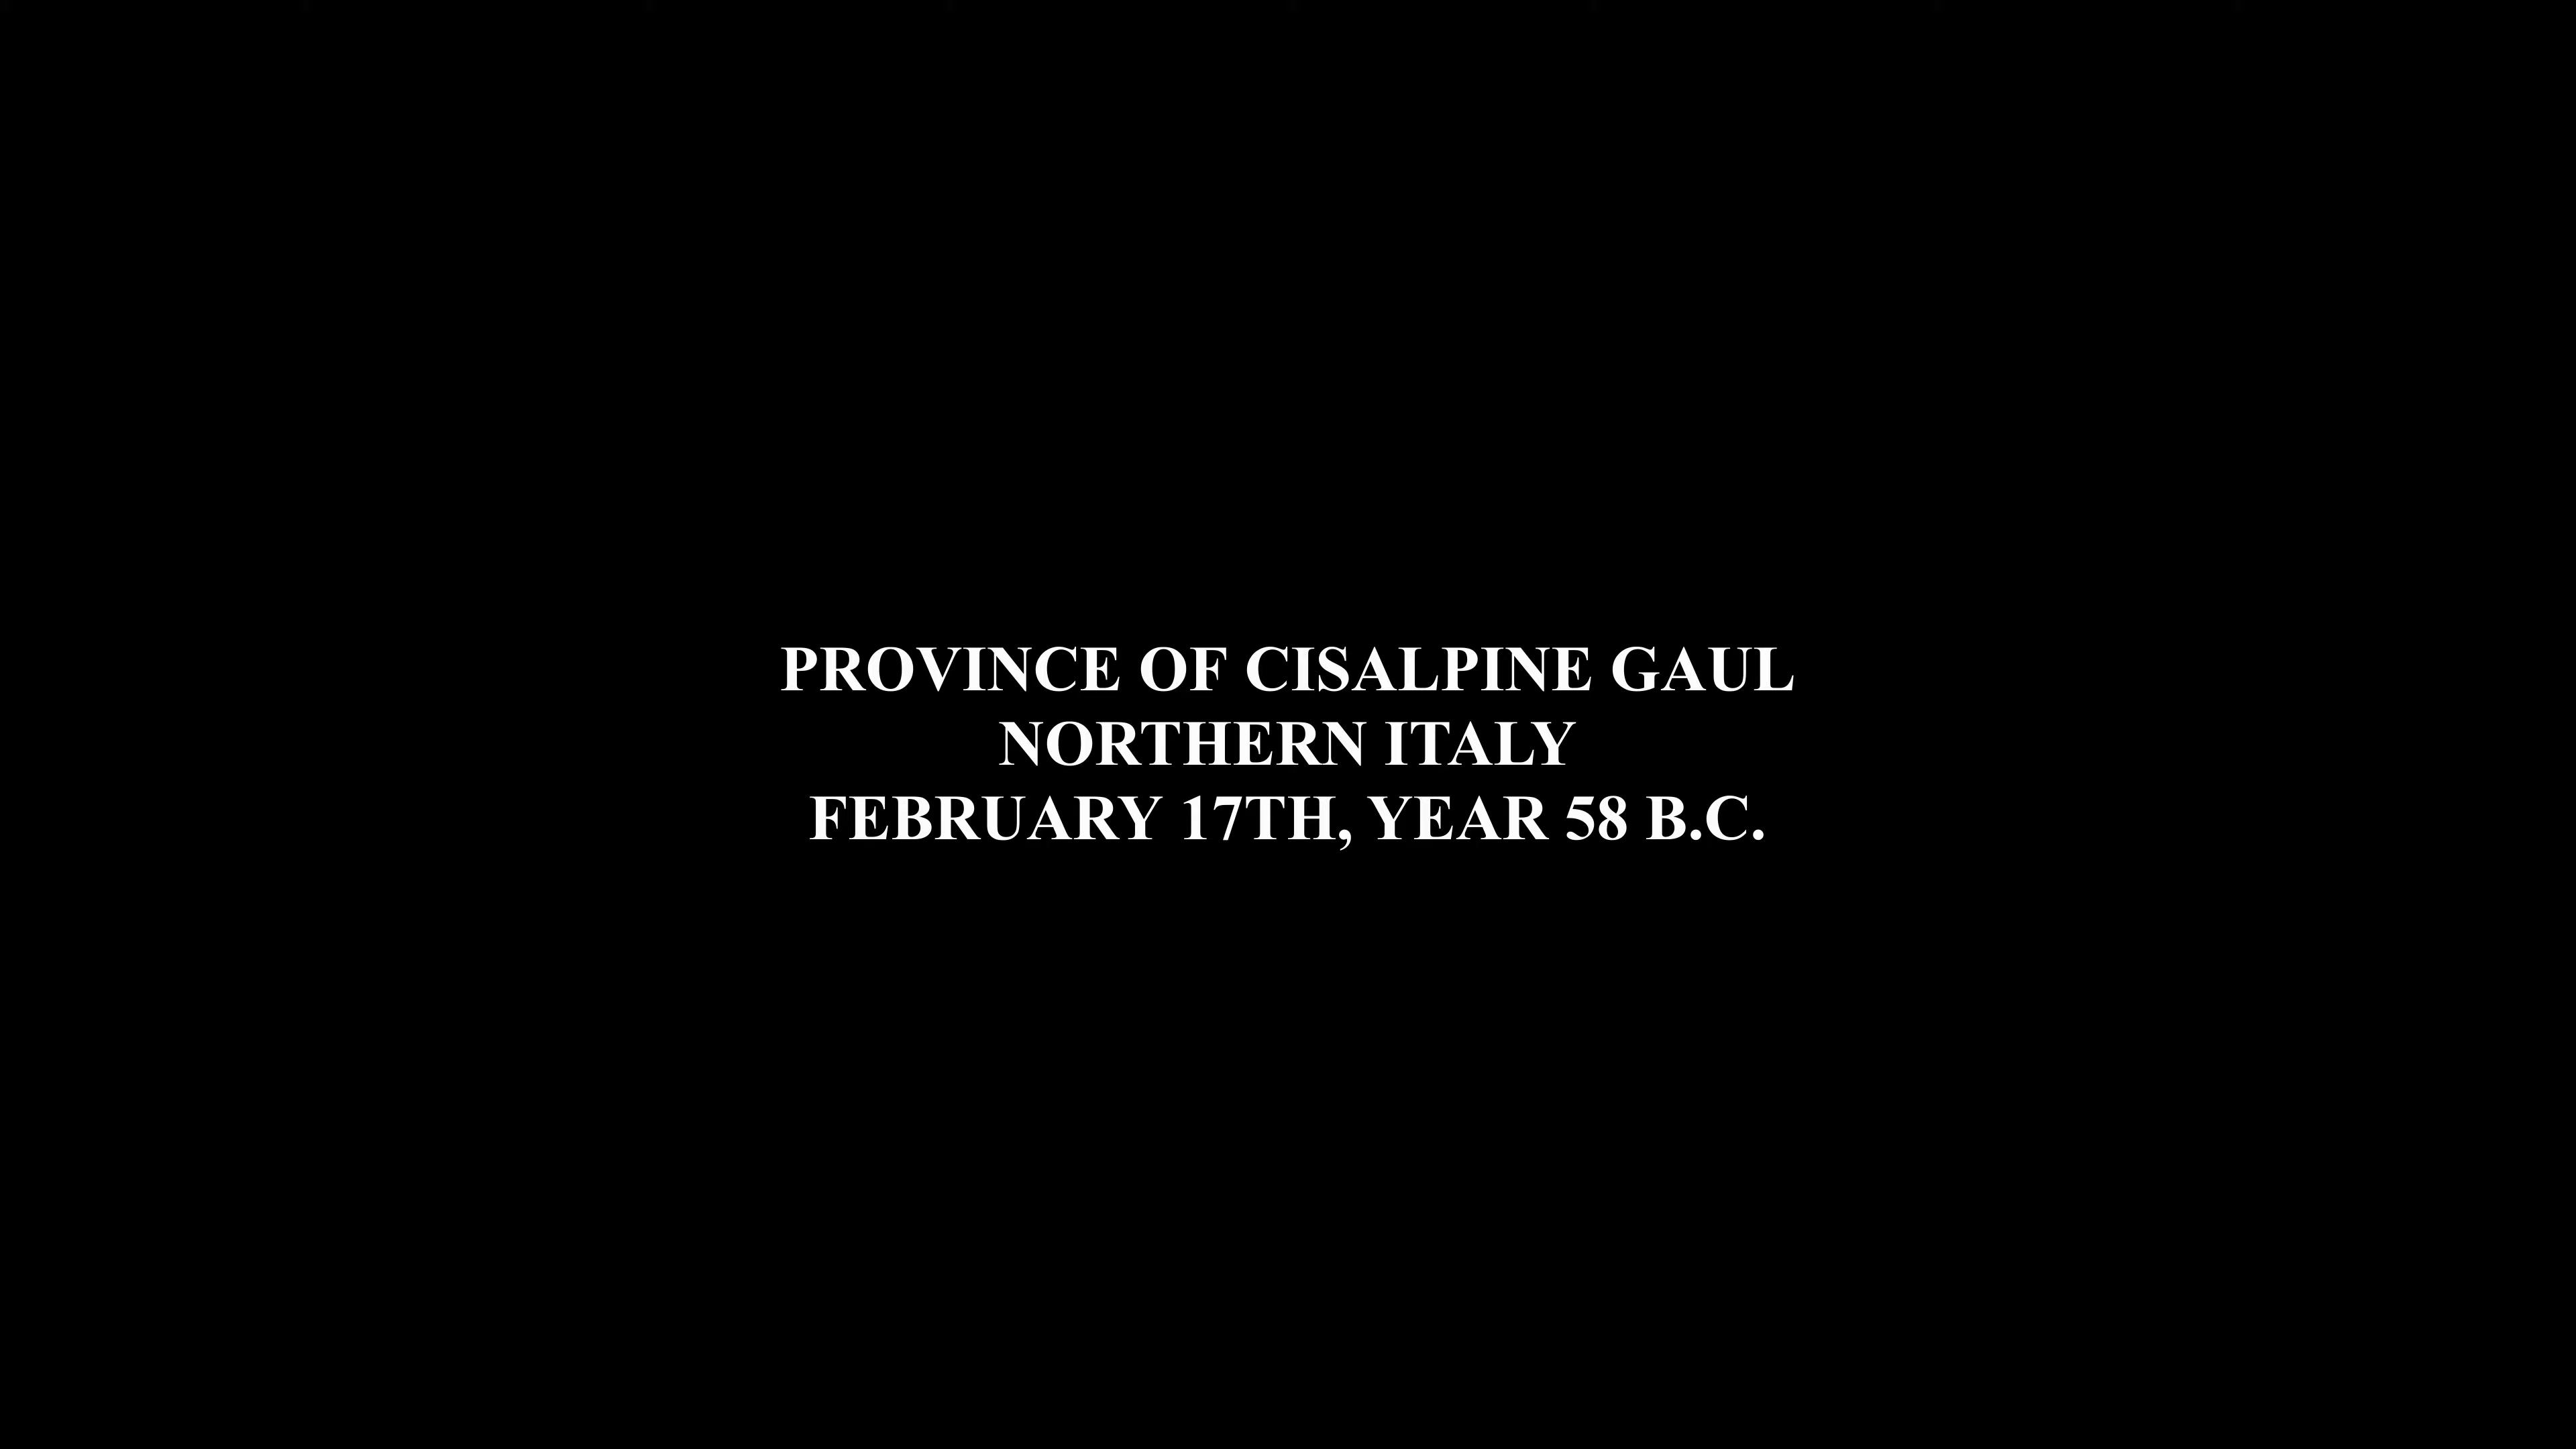 PROVINCE OF CISALPINE GAUL
NORTHERN ITALY
FEBRUARY 17TH, YEAR 58 B.C.